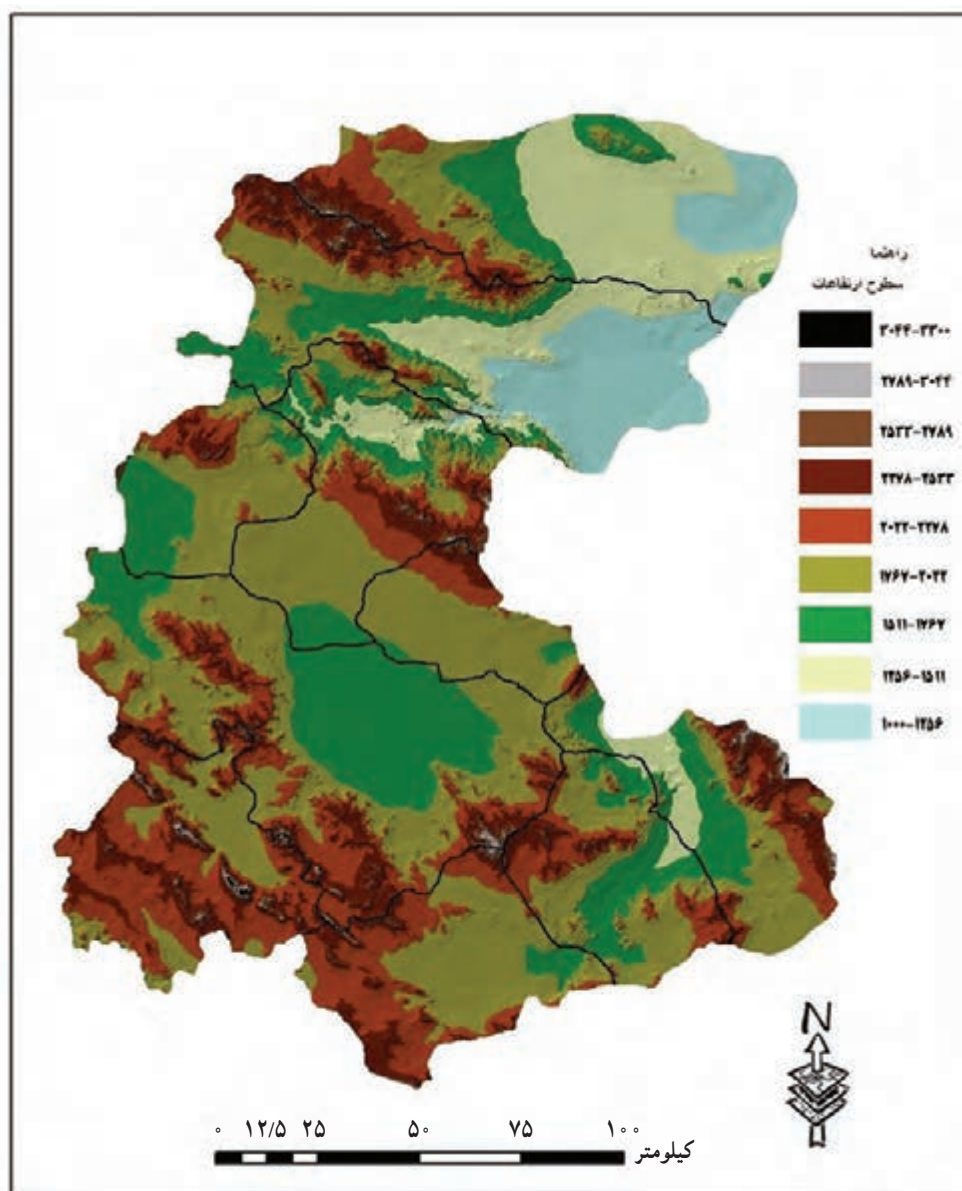 راهنما
سطوح ارتفاعات
۳۰۴۴-۳۳۰۰
۲۷۸۹-۳۰۴۴
۲۵۳۳-۲۷۸۹
۲۲۷۸-۲۵۳۳
۲۰۲۲-۲۲۷۸
۱۷۶۷-۲۰۲۲
۱۵۱۱-۱۷۶۷
۱۲۵۶-۱۵۱۱
۱۰۰۰-۱۲۵۶
N
۰ ۱۲/۵ ۲۵ ۵۰ ۷۵ ۱۰۰
کیلومتر